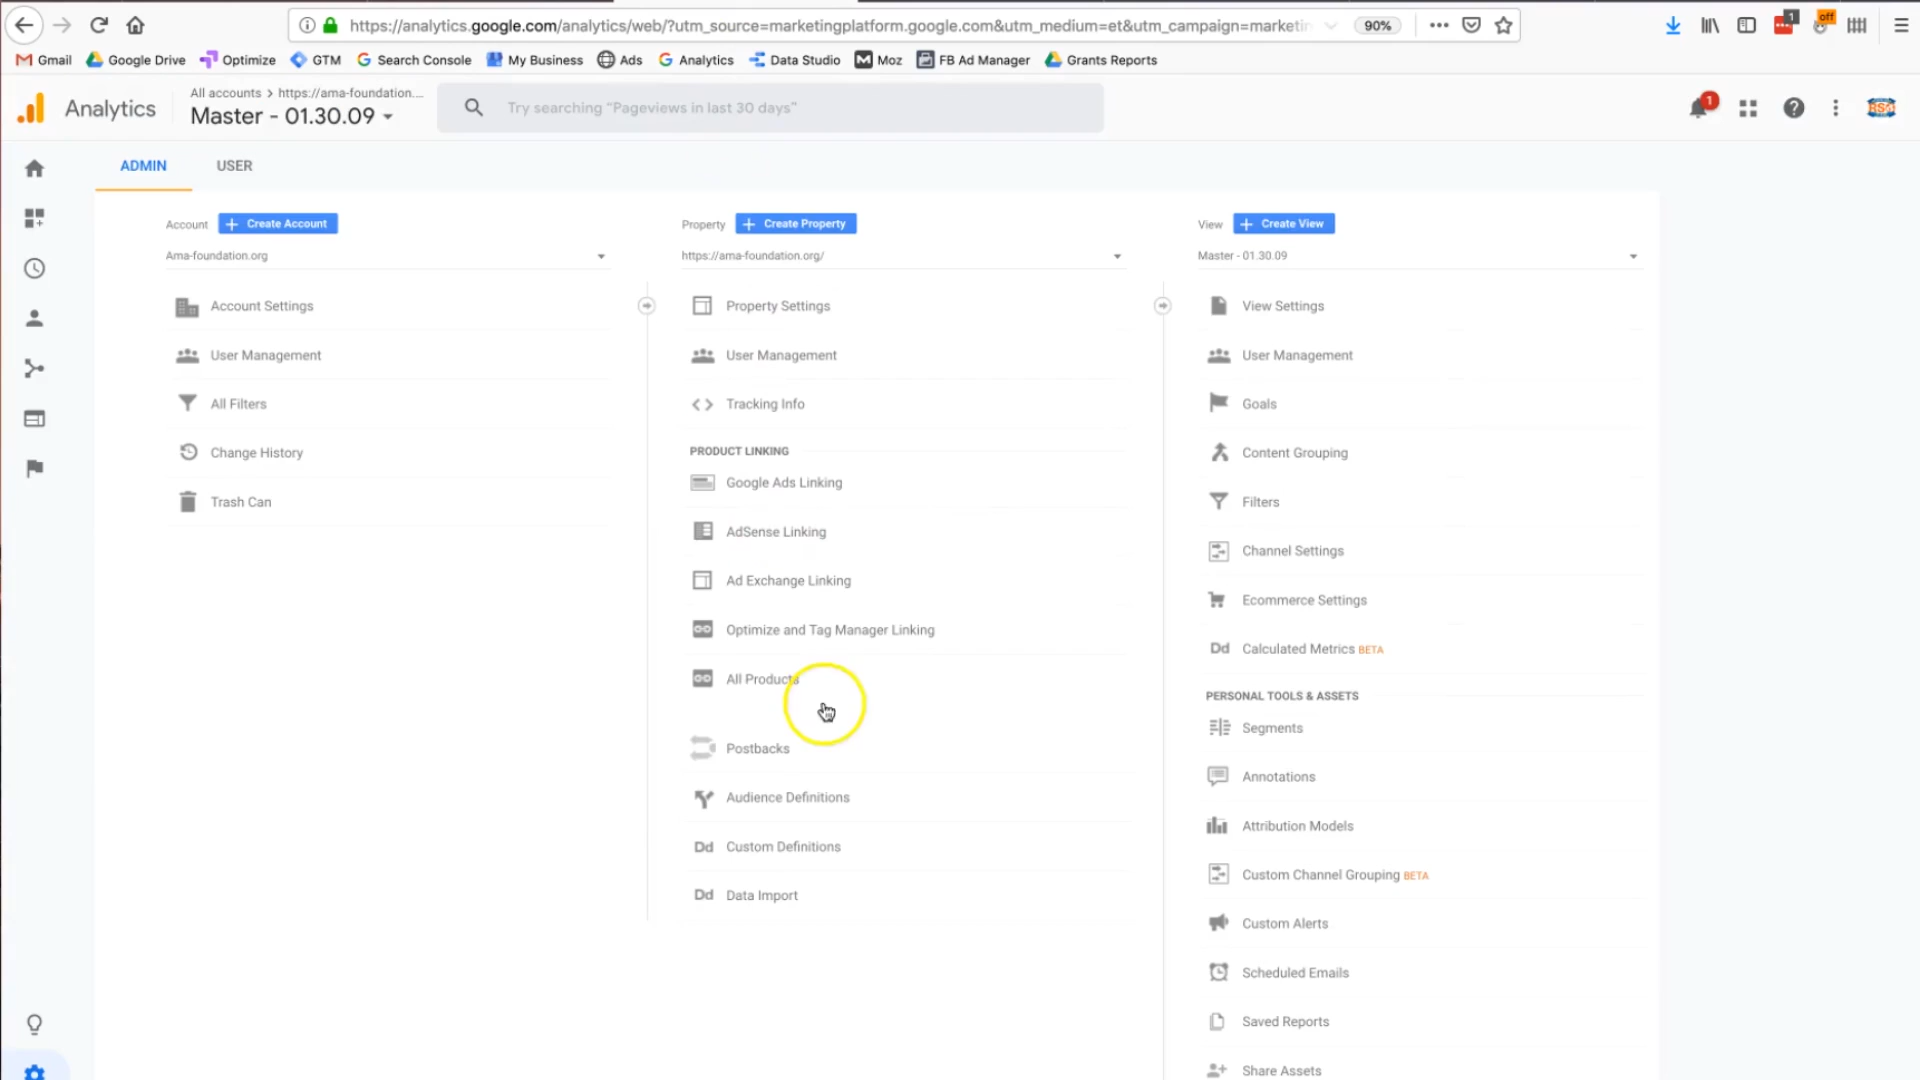 https://analytics.google.com/analytics/web/?utm_source=marketingplatform.google.com&utm_medium=et&utm_campaign=marketin
90%
1
off
Gmail
Google Drive
Optimize
GTM
Search Console
My Business
Ads
Analytics
Data Studio
Moz
FB Ad Manager
Grants Reports
Analytics
All accounts > https://ama-foundation....
Master - 01.30.09
Try searching "Pageviews in last 30 days"
1
ADMIN
USER
Account
Create Account
Ama-foundation.org
Account Settings
User Management
All Filters
Change History
Trash Can
Property
Create Property
https://ama-foundation.org/
Property Settings
User Management
Tracking Info
PRODUCT LINKING
Google Ads Linking
AdSense Linking
Ad Exchange Linking
Optimize and Tag Manager Linking
All Products
Postbacks
Audience Definitions
Dd Custom Definitions
Dd Data Import
View
Create View
Master - 01.30.09
View Settings
User Management
Goals
Content Grouping
Filters
Channel Settings
Ecommerce Settings
Dd Calculated Metrics BETA
PERSONAL TOOLS & ASSETS
Segments
Annotations
Attribution Models
Custom Channel Grouping BETA
Custom Alerts
Scheduled Emails
Saved Reports
Share Assets